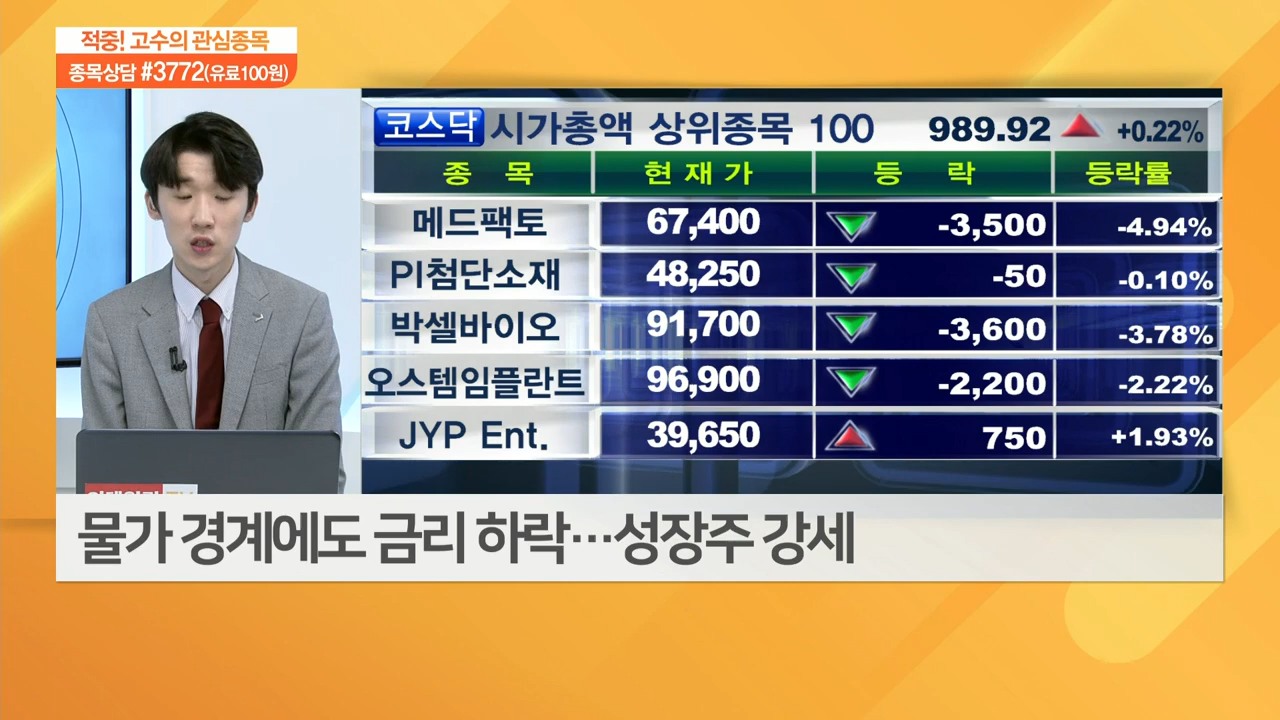 적중! 고수의 관심종목
종목상담 #3772(유료100원)
코스닥 시가총액 상위종목 100 989.92 +0.22%
종 목 현 재 가 등 락 등락률
메드팩토 67,400 -3,500 -4.94%
PI첨단소재 48,250 -50 -0.10%
박셀바이오 91,700 -3,600 -3.78%
오스템임플란트 96,900 -2,200 -2.22%
JYP Ent. 39,650 750 +1.93%
물가 경계에도 금리 하락…성장주 강세